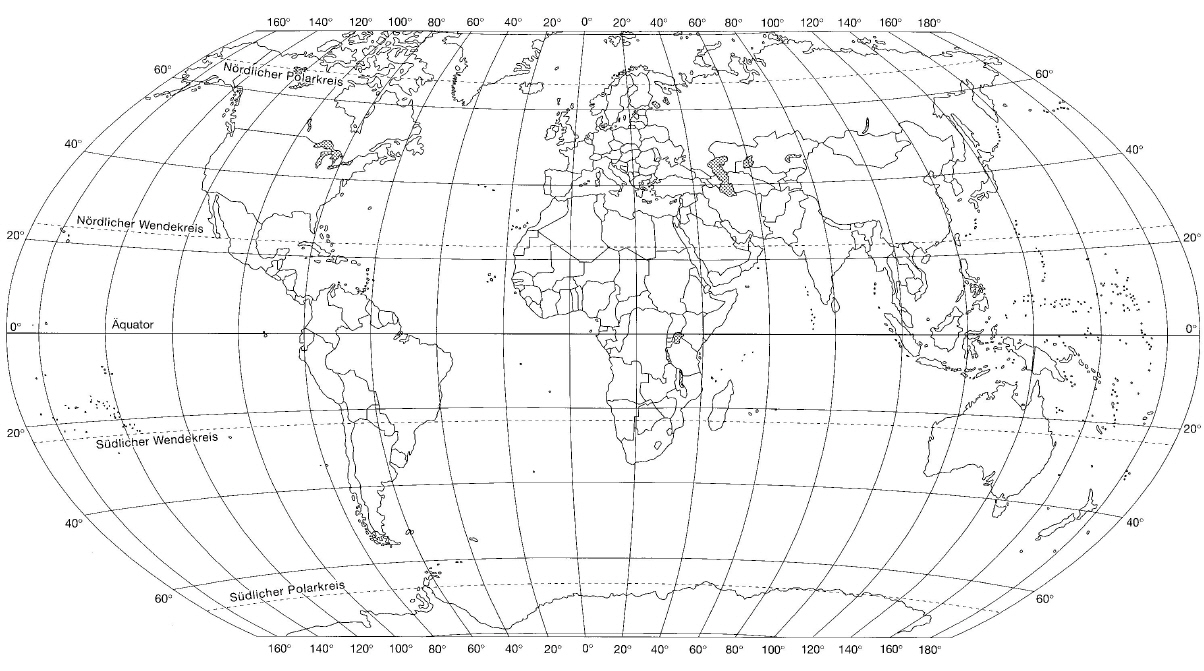 160° 140° 120° 100° 80° 60° 40° 20° 0° 20° 40° 60° 80° 100° 120° 140° 160° 180°
60° Nördlicher Polarkreis 60°
40° 40°
Nördlicher Wendekreis
20° 20°
0° Äquator 0°
20° 20°
Südlicher Wendekreis
40° 40°
Südlicher Polarkreis
60° 60°
160° 140° 120° 100° 80° 60° 40° 20° 0° 20° 40° 60° 80° 100° 120° 140° 160° 180°